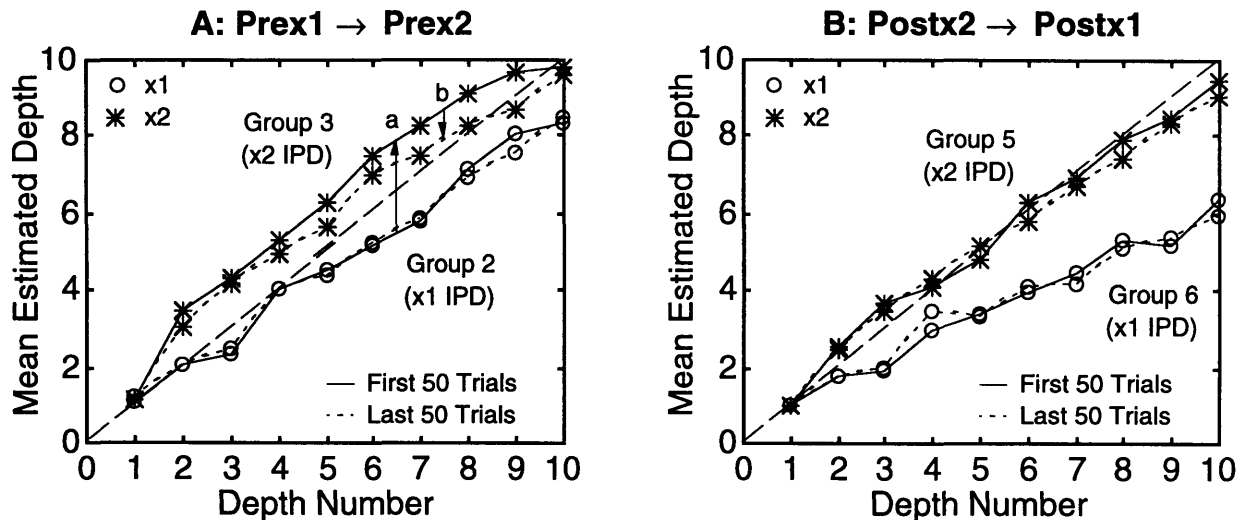 A: Prex1 → Prex2
10
8
6
4
2
0
Mean Estimated Depth
x1
x2
Group 3
(x2 IPD)
a
b
Group 2
(x1 IPD)
First 50 Trials
Last 50 Trials
0 1 2 3 4 5 6 7 8 9 10
Depth Number
B: Postx2 → Postx1
10
8
6
4
2
0
Mean Estimated Depth
x1
x2
Group 5
(x2 IPD)
Group 6
(x1 IPD)
First 50 Trials
Last 50 Trials
0 1 2 3 4 5 6 7 8 9 10
Depth Number